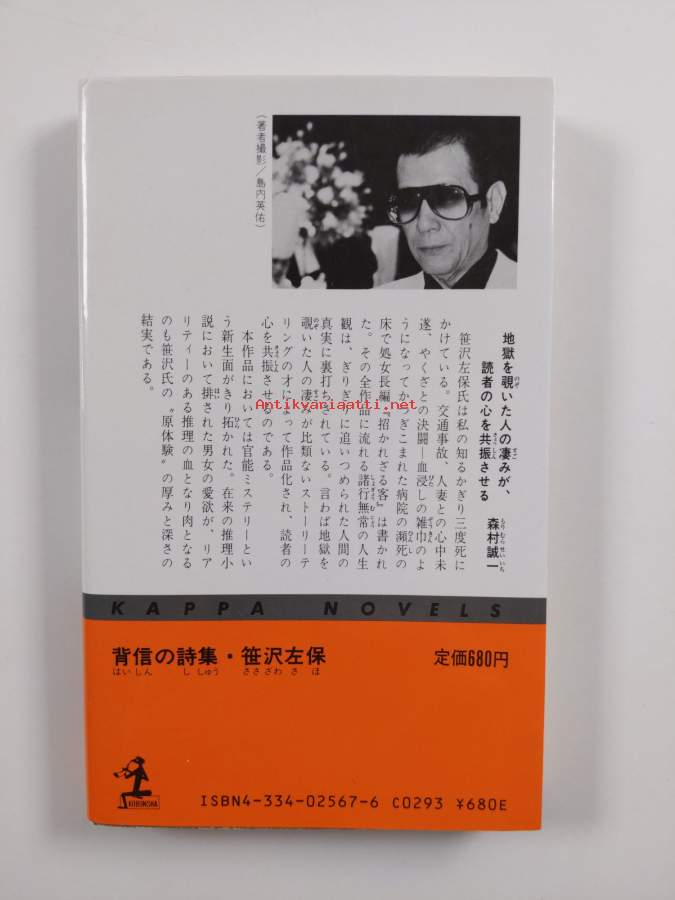 (著者撮影/島内英佑)
地獄を覗いた人の凄みが、
読者の心を共振させる
森村誠一
笹沢左保氏は私の知るかぎり三度死に
かけている。交通事故、人妻との心中未
遂、やくざとの決闘―血浸しの雑巾のよ
うになってかつぎこまれた病院の瀕死の
床で処女長編『招かれざる客』は書かれ
た。その全作品に流れる諸行無常の人生
観は、ぎりぎりに追いつめられた人間の
真実に裏打ちされている。言わば地獄を
覗いた人の凄みが比類ないストーリーテ
リングの才によって作品化され、読者の
心を共振させるのである。
本作品においては官能ミステリーとい
う新生面がきり拓かれた。在来の推理小
説において排された男女の愛欲が、リア
リティーのある推理の血となり肉となる
のも笹沢氏の〝原体験〟の厚みと深さの
結実である。
Antikvariaatti.net
KAPPA NOVELS
背信の詩集・笹沢左保
はいしん ししゅう ささざわさほ
定価680円
KOBUNSHA
ISBN4-334-02567-6 C0293 ¥680E